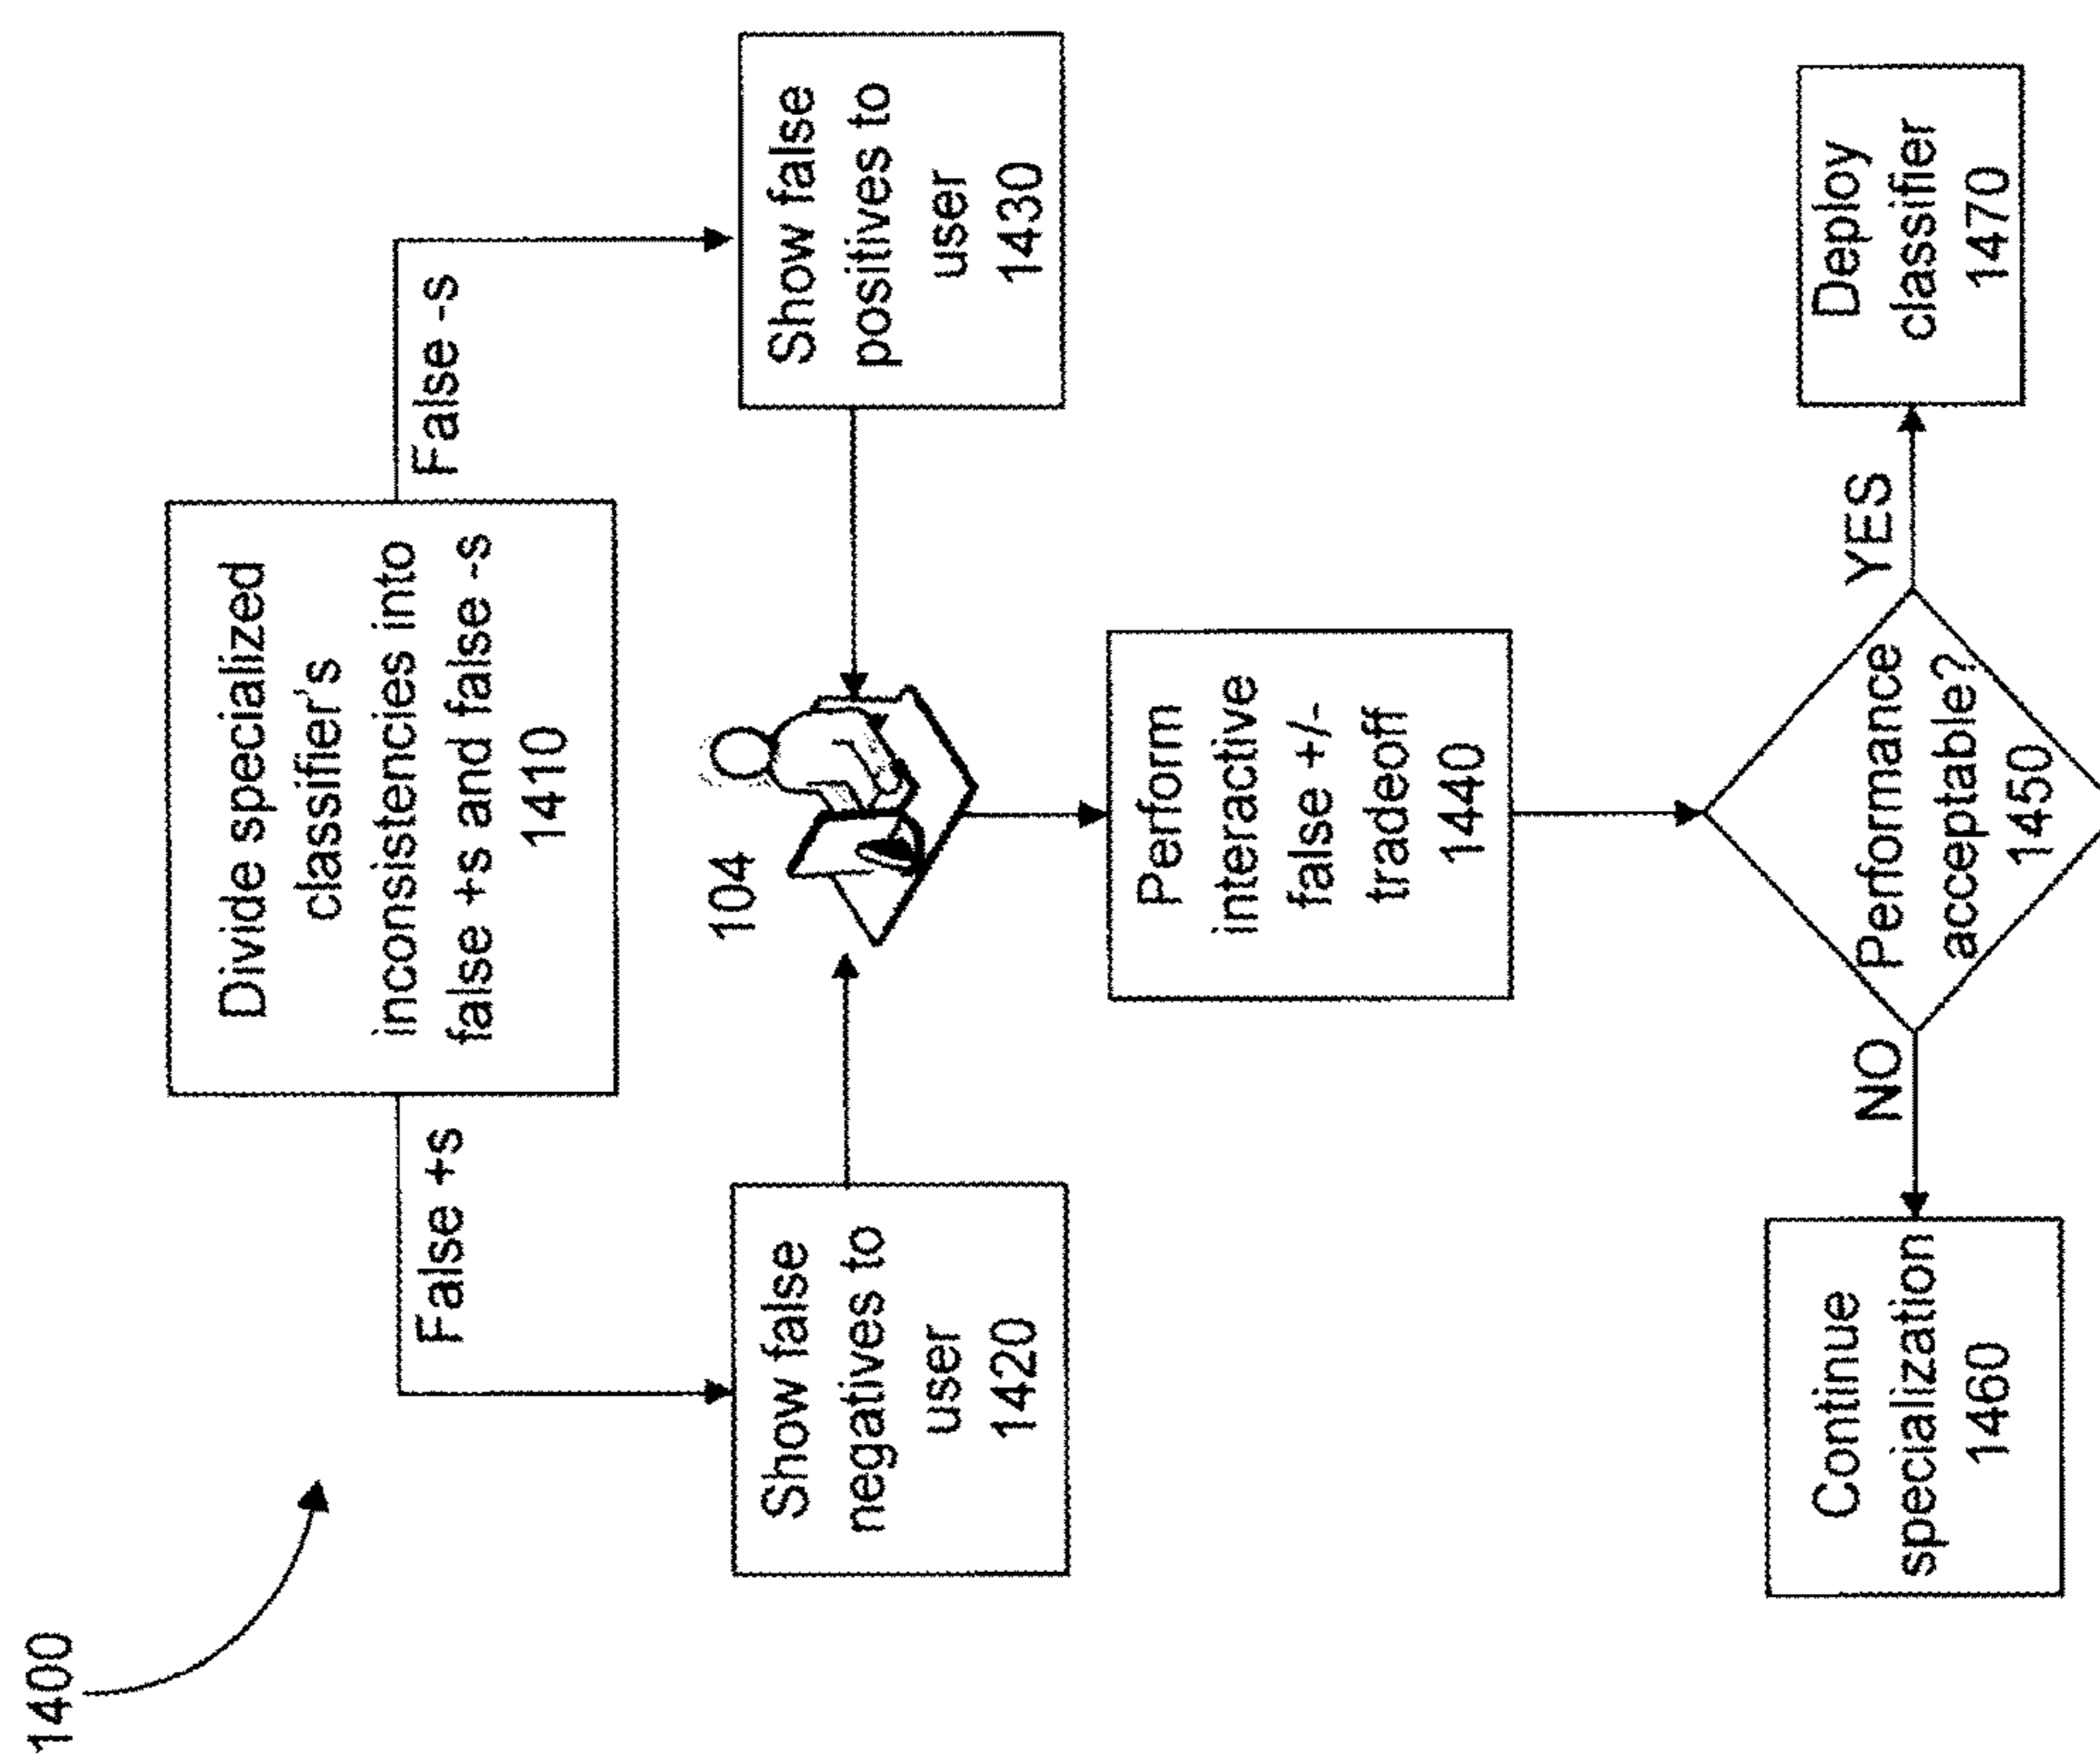 1400
Divide specialized
classifier's
inconsistencies into
false +s and false -s
1410
False +s
False -s
Show false
negatives to
user
1420
104
Show false
positives to
user
1430
Perform
interactive
false +/-
tradeoff
1440
Performance
acceptable?
1450
NO
YES
Continue
specialization
1460
Deploy
classifier
1470